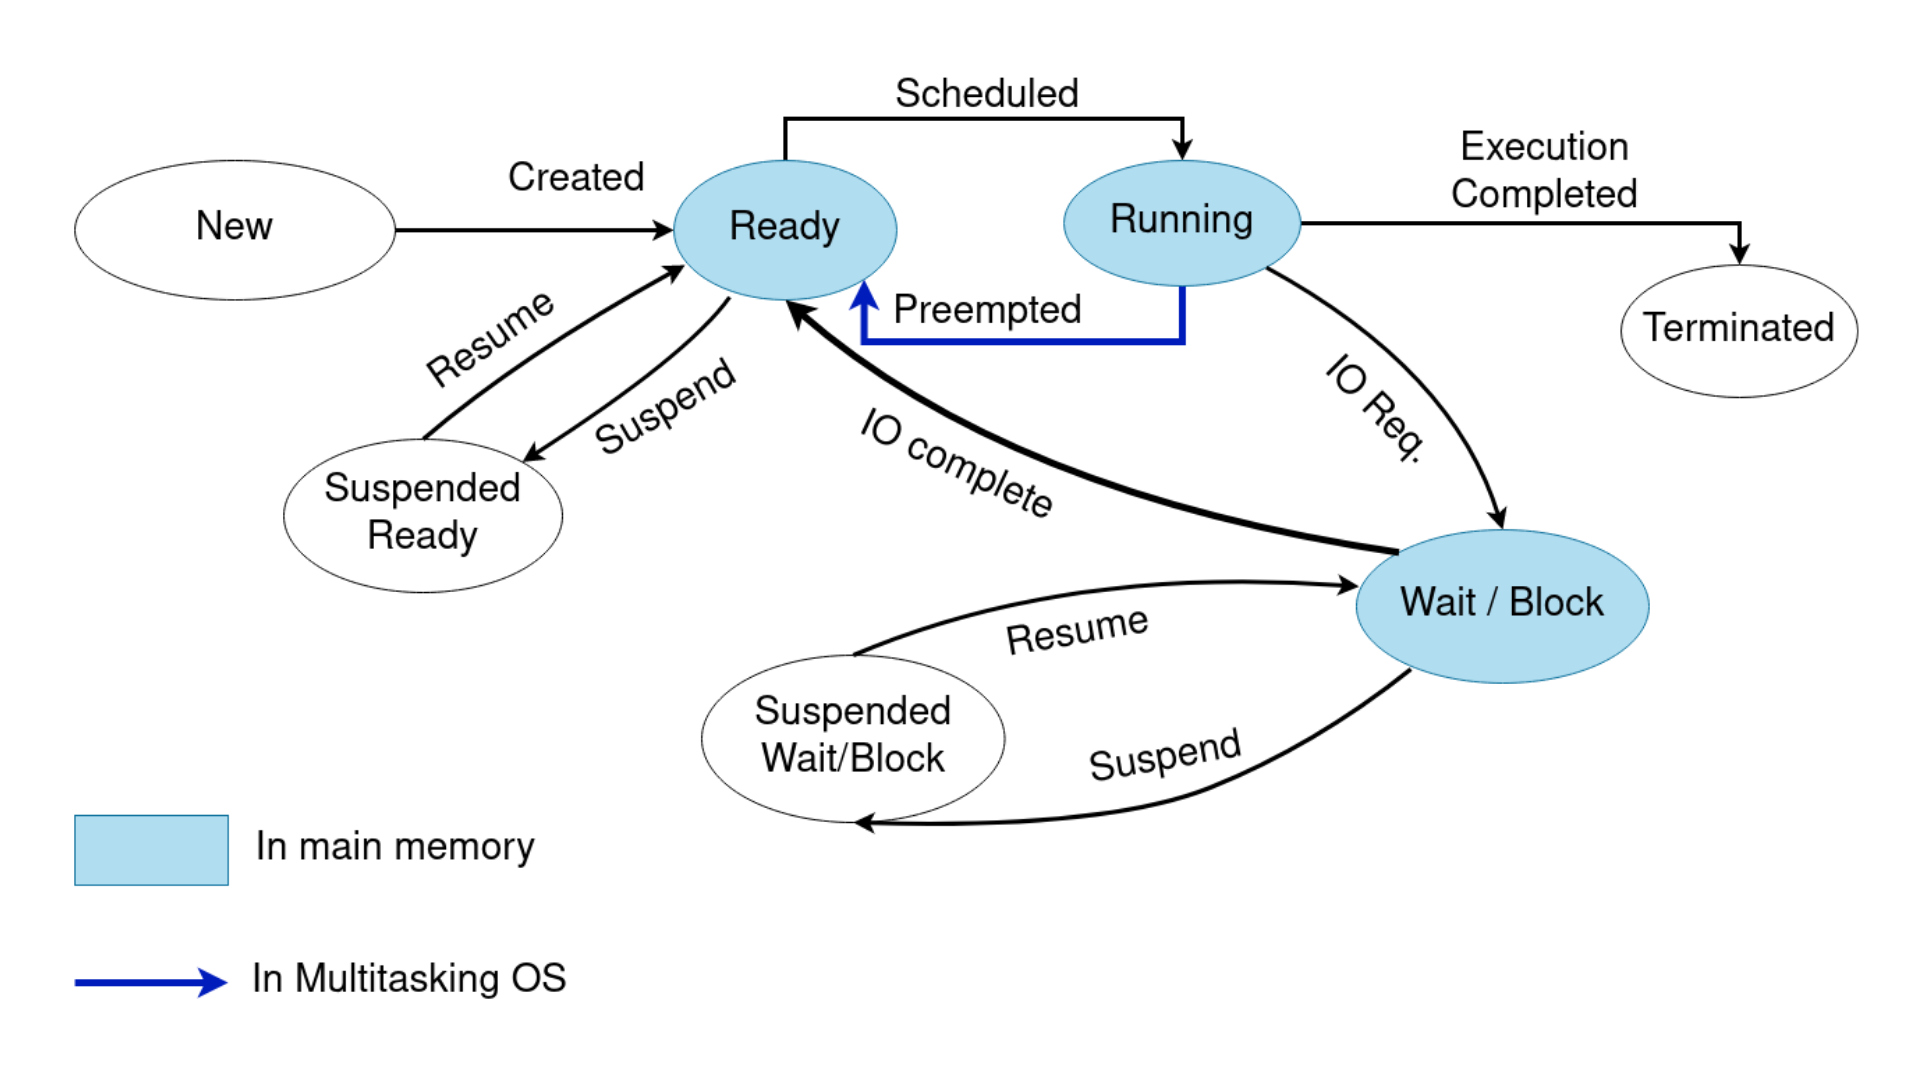 Scheduled
Execution
Completed
Created
New
Ready
Running
Preempted
Terminated
Resume
Suspend
IO Req.
IO complete
Suspended
Ready
Wait / Block
Resume
Suspended
Wait/Block
Suspend
In main memory
In Multitasking OS